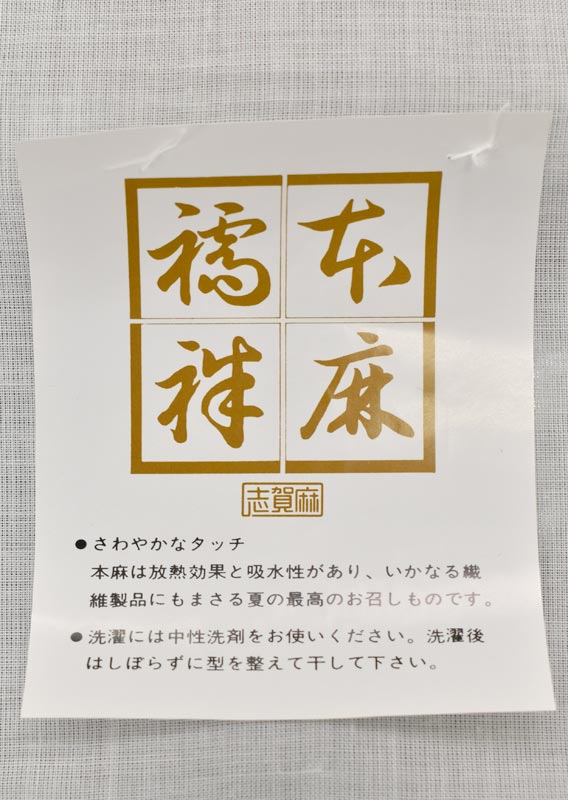 本麻
襦袢
志賀麻
●さわやかなタッチ
本麻は放熱効果と吸水性があり、いかなる繊
維製品にもまさる夏の最高のお召しものです。
●洗濯には中性洗剤をお使いください。洗濯後
はしぼらずに型を整えて干して下さい。